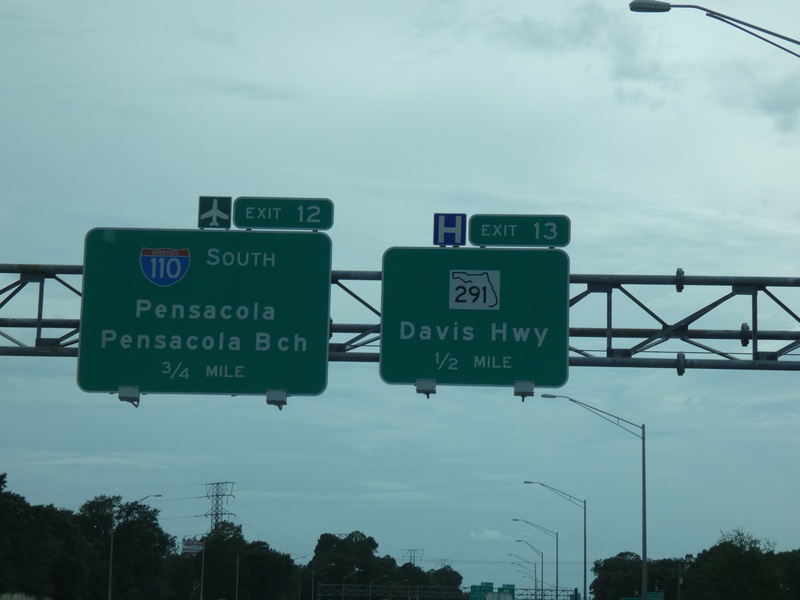 EXIT 12
INTERSTATE
110 SOUTH
Pensacola
Pensacola Bch
3/4 MILE
H EXIT 13
291
Davis Hwy
1/2 MILE